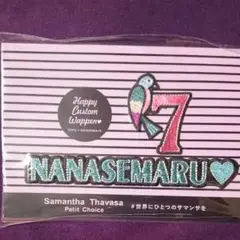 Happy
Custom
Wappen♥
7
NANASEMARU♥
Samantha Thavasa
Petit Choice
#世界にひとつのサマンサを